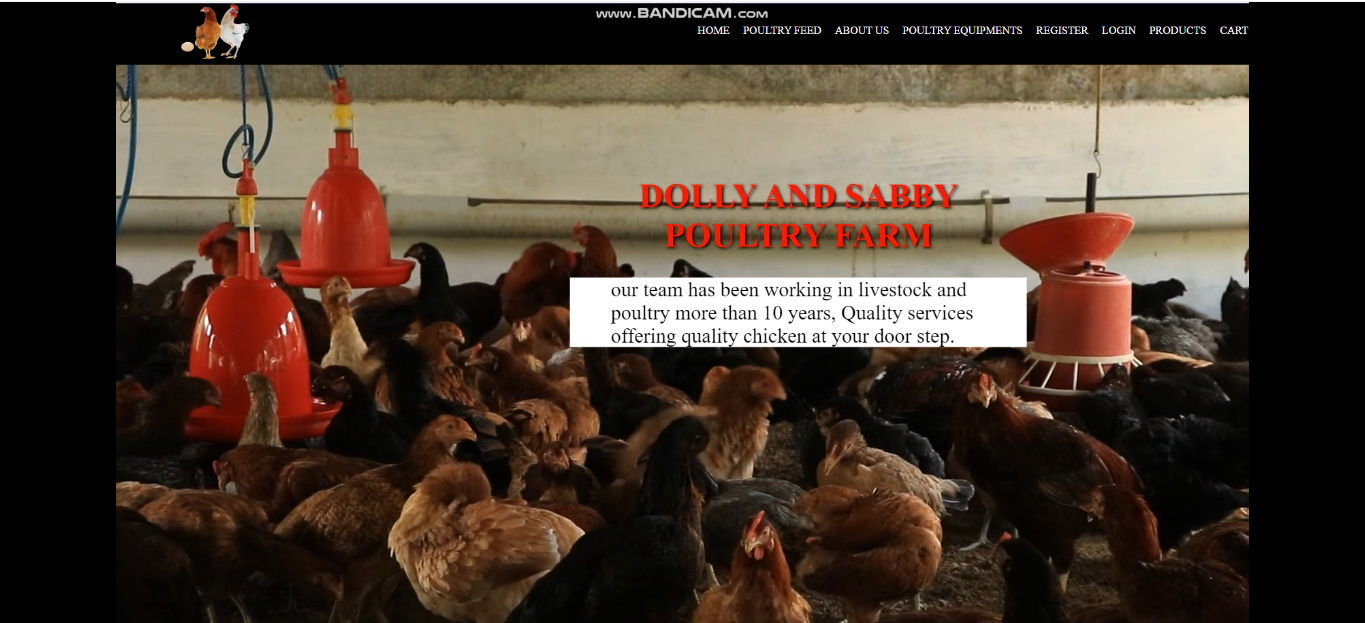 www.BANDICAM.com
HOME POULTRY FEED ABOUT US POULTRY EQUIPMENTS REGISTER LOGIN PRODUCTS CART
DOLLY AND SABBY
POULTRY FARM
our team has been working in livestock and
poultry more than 10 years, Quality services
offering quality chicken at your door step.